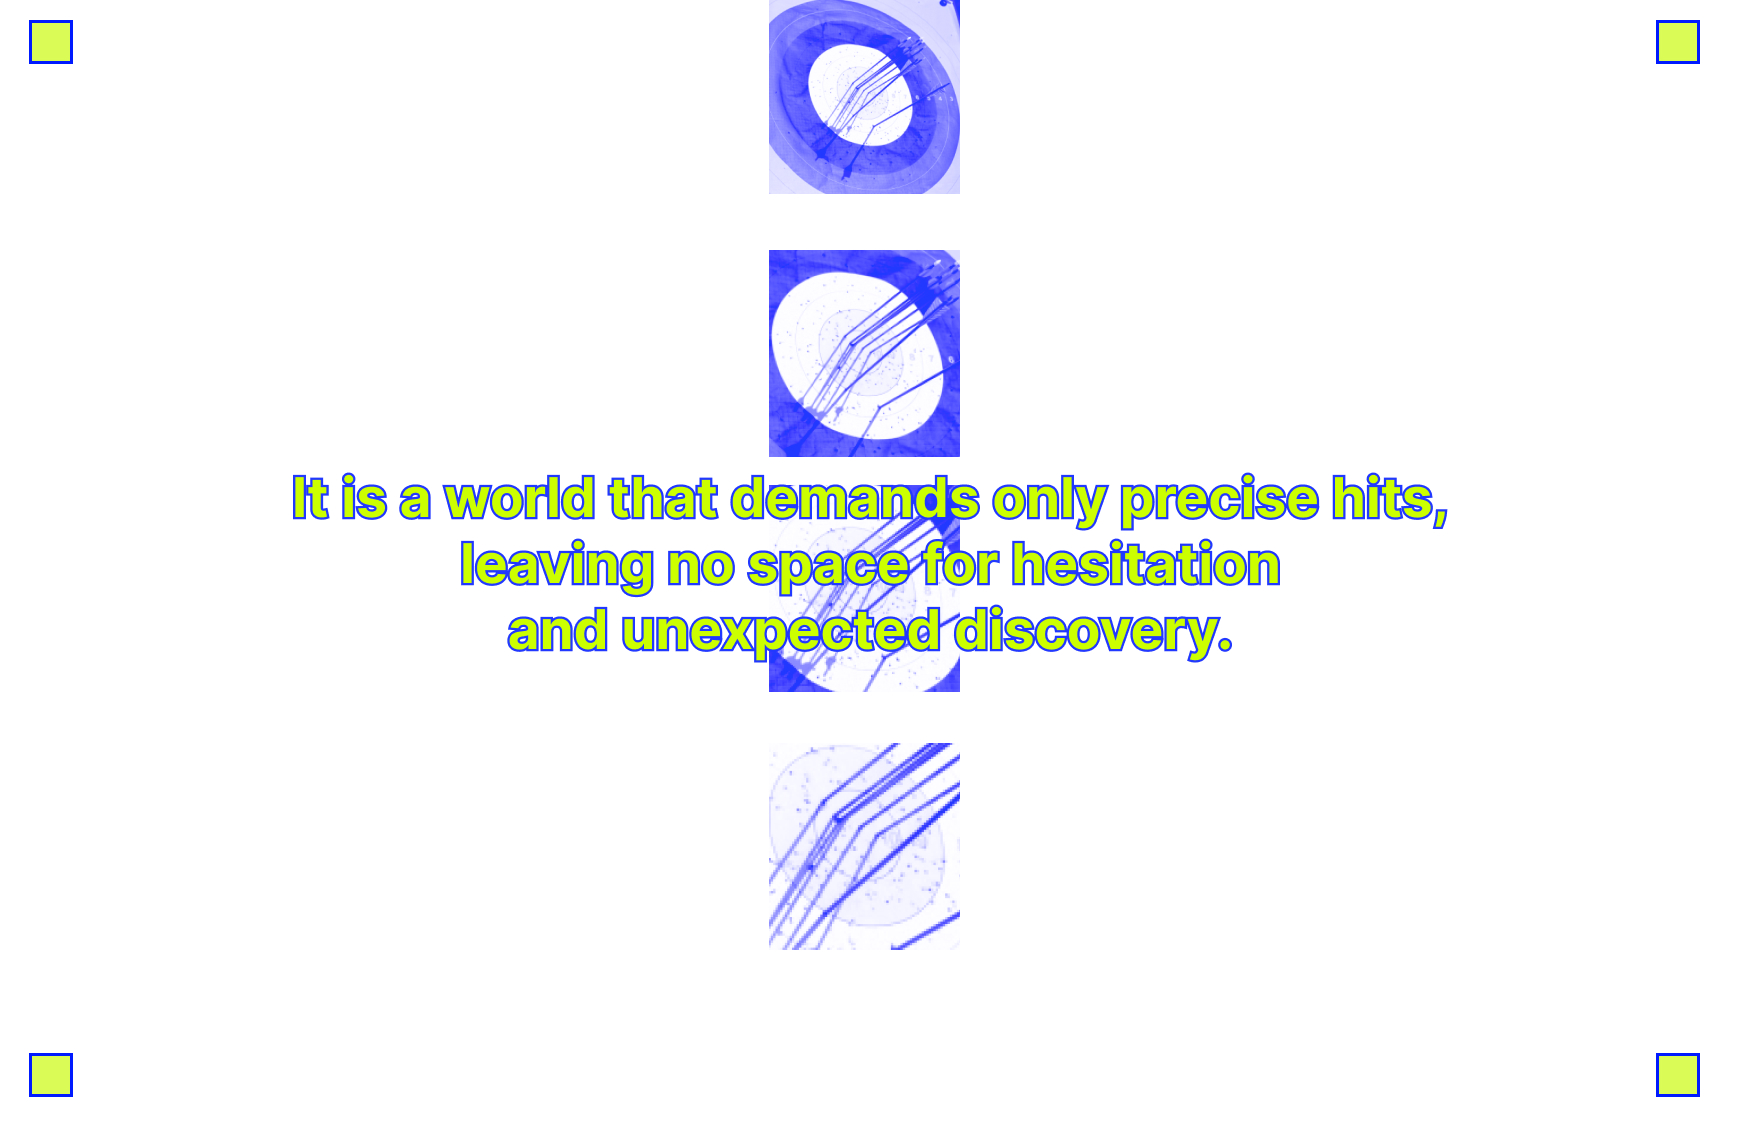 It is a world that demands only precise hits,
leaving no space for hesitation
and unexpected discovery.